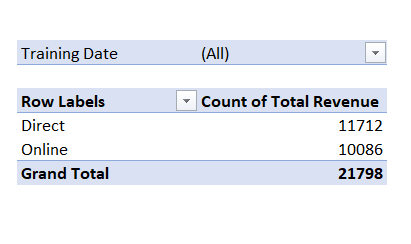 Training Date (All)
Row Labels Count of Total Revenue
Direct 11712
Online 10086
Grand Total 21798